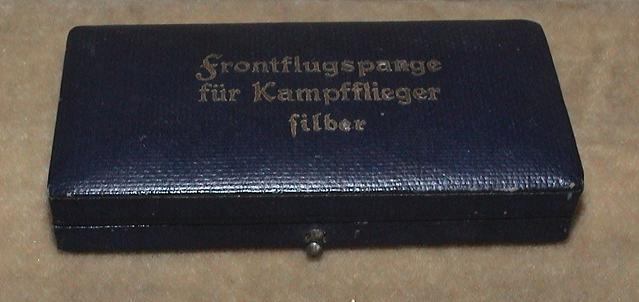 Frontflugspange
für Kampfflieger
silber